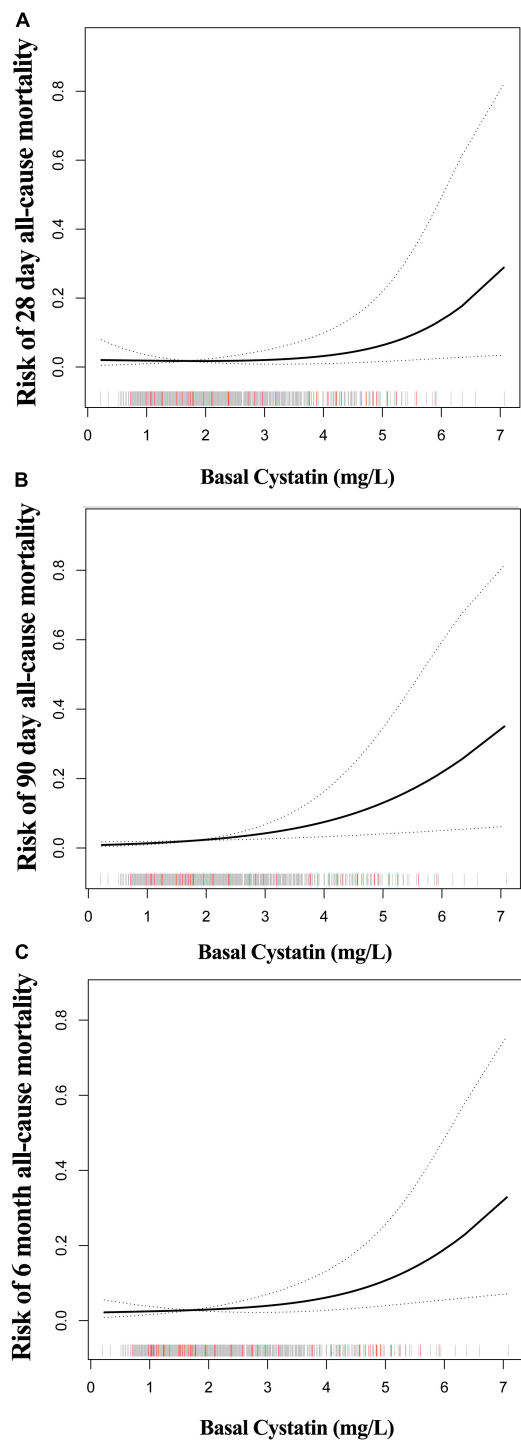 A
Risk of 28 day all-cause mortality
0.8
0.6
0.4
0.2
0.0
0 1 2 3 4 5 6 7
Basal Cystatin (mg/L)
B
Risk of 90 day all-cause mortality
0.8
0.6
0.4
0.2
0.0
0 1 2 3 4 5 6 7
Basal Cystatin (mg/L)
C
Risk of 6 month all-cause mortality
0.8
0.6
0.4
0.2
0.0
0 1 2 3 4 5 6 7
Basal Cystatin (mg/L)